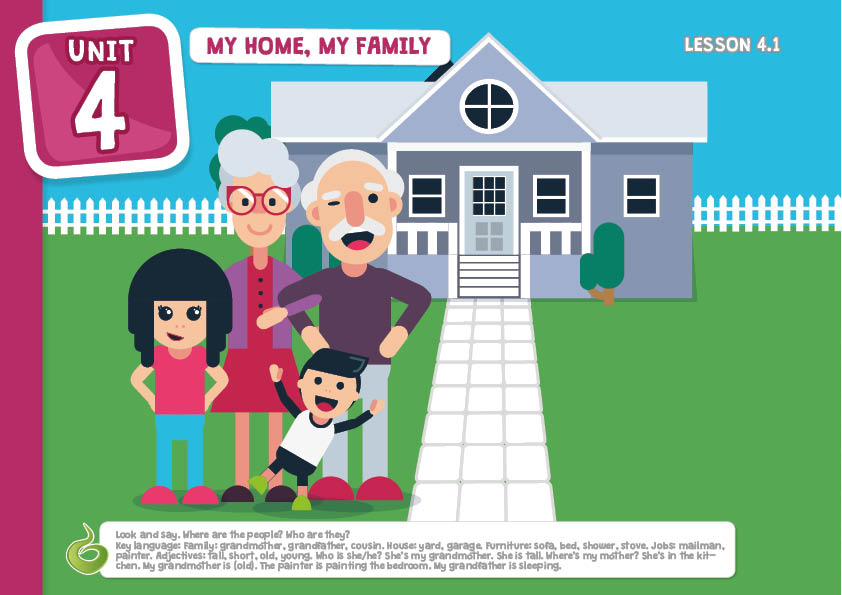 UNIT
4
MY HOME, MY FAMILY
LESSON 4.1
Look and say. Where are the people? Who are they?
Key language: Family: grandmother, grandfather, cousin. House: yard, garage. Furniture: sofa, bed, shower, stove. Jobs: mailman,
painter. Adjectives: tall, short, old, young. Who is she/he? She's my grandmother. She is tall. Where's my mother? She's in the kit-
chen. My grandmother is (old). The painter is painting the bedroom. My grandfather is sleeping.